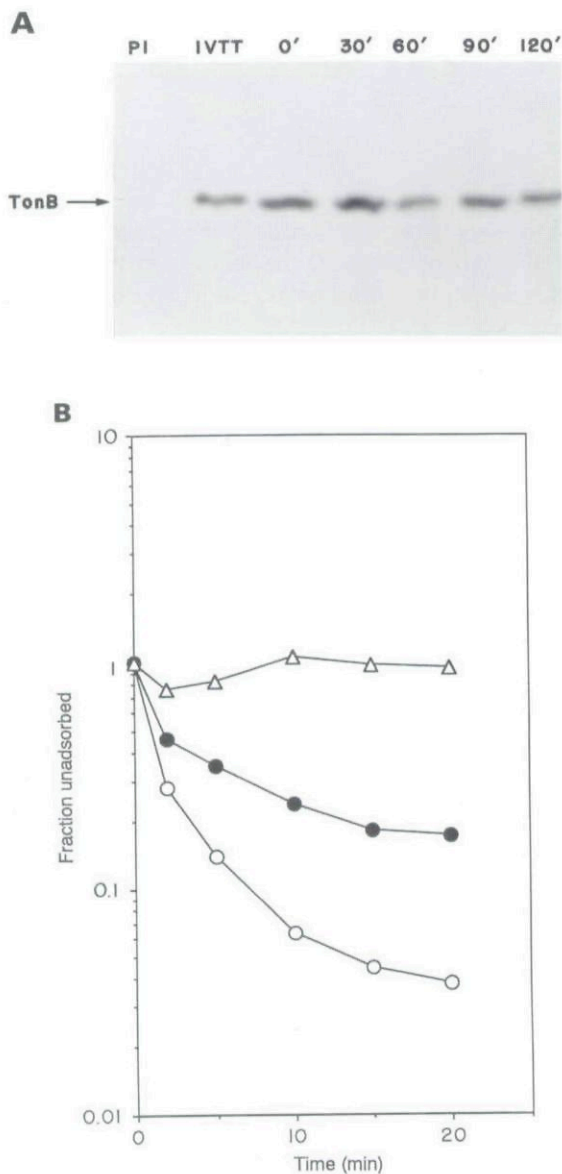 A
PI IVTT 0' 30' 60' 90' 120'
TonB
B
10
1
0.1
0.01
Fraction unadsorbed
0 10 20
Time (min)